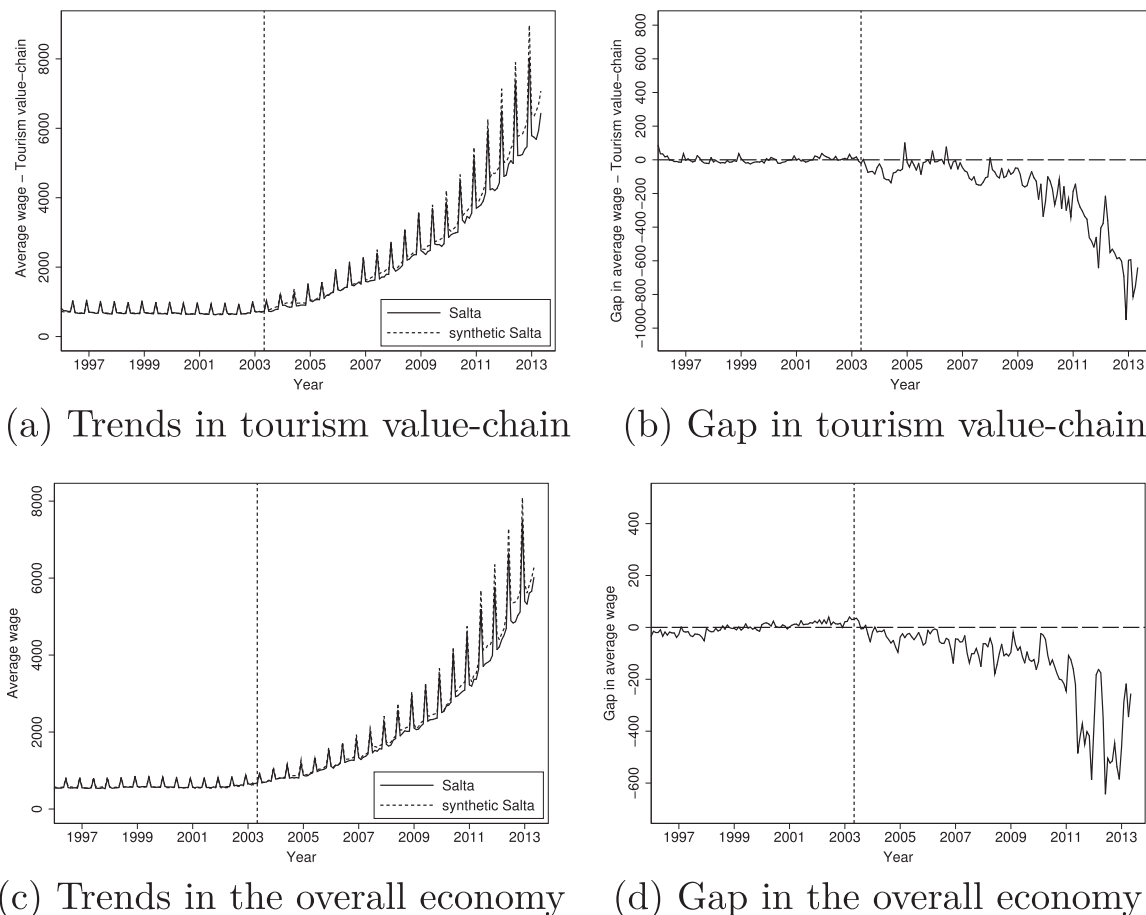 Average wage − Tourism value−chain
8000
6000
4000
2000
0
Salta
synthetic Salta
1997 1999 2001 2003 2005 2007 2009 2011 2013
Year
(a) Trends in tourism value-chain
Gap in average wage − Tourism value−chain
800
600
400
200
0
−200
−400
−600
−800
−1000
1997 1999 2001 2003 2005 2007 2009 2011 2013
Year
(b) Gap in tourism value-chain
Average wage
8000
6000
4000
2000
0
Salta
synthetic Salta
1997 1999 2001 2003 2005 2007 2009 2011 2013
Year
(c) Trends in the overall economy
Gap in average wage
400
200
0
−200
−400
−600
1997 1999 2001 2003 2005 2007 2009 2011 2013
Year
(d) Gap in the overall economy